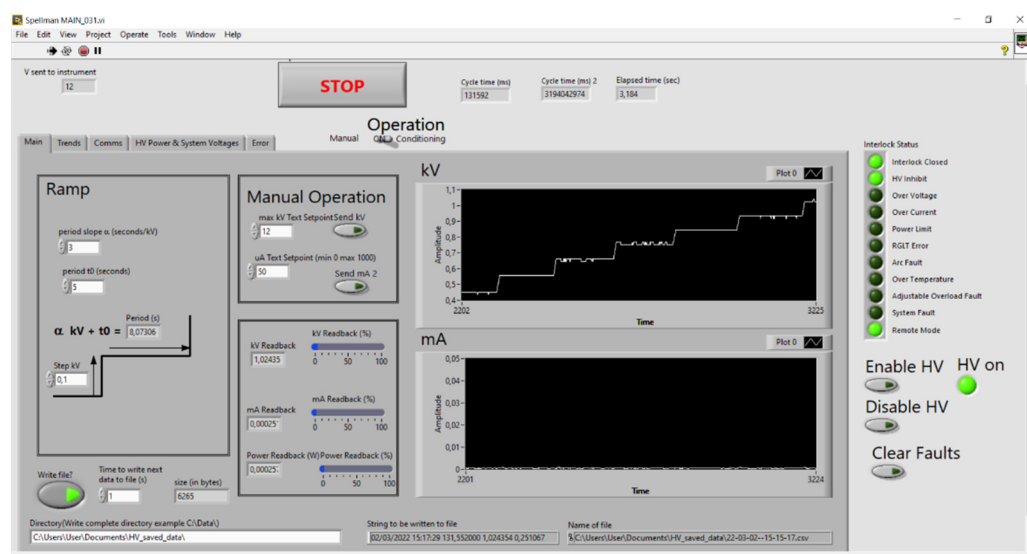 Spellman MAIN_031.vi
File Edit View Project Operate Tools Window Help
V sent to instrument
12
STOP
Cycle time (ms)
131592
Cycle time (ms) 2
3194042974
Elapsed time (sec)
3,184
Operation
Manual ON Conditioning
Main Trends Comms HV Power & System Voltages Error
Ramp
period slope α (seconds/kV)
3
period t0 (seconds)
5
Period (s)
α kV + t0 = 8,07306
Step kV
0,1
Manual Operation
max kV Text Setpoint Send kV
12
uA Text Setpoint (min 0 max 1000)
50
Send mA 2
kV Readback
1,02435
kV Readback (%)
0 50 100
mA Readback
0,00025
mA Readback (%)
0 50 100
Power Readback (W) Power Readback (%)
0,00025
0 50 100
kV
Plot 0
1,1
1
0,9
0,8
0,7
0,6
0,5
0,4
Amplitude
2202 3225
Time
mA
Plot 0
0,05
0,04
0,03
0,02
0,01
0
Amplitude
2201 3224
Time
Interlock Status
Interlock Closed
HV Inhibit
Over Voltage
Over Current
Power Limit
RGLT Error
Arc Fault
Over Temperature
Adjustable Overload Fault
System Fault
Remote Mode
Enable HV HV on
Disable HV
Clear Faults
Write file?
Time to write next
data to file (s)
1
size (in bytes)
6265
Directory(Write complete directory example C:\Data\)
C:\Users\User\Documents\HV_saved_data\
String to be written to file
02/03/2022 15:17:29 131,552000 1,024354 0,251067
Name of file
C:\Users\User\Documents\HV_saved_data\22-03-02--15-15-17.csv